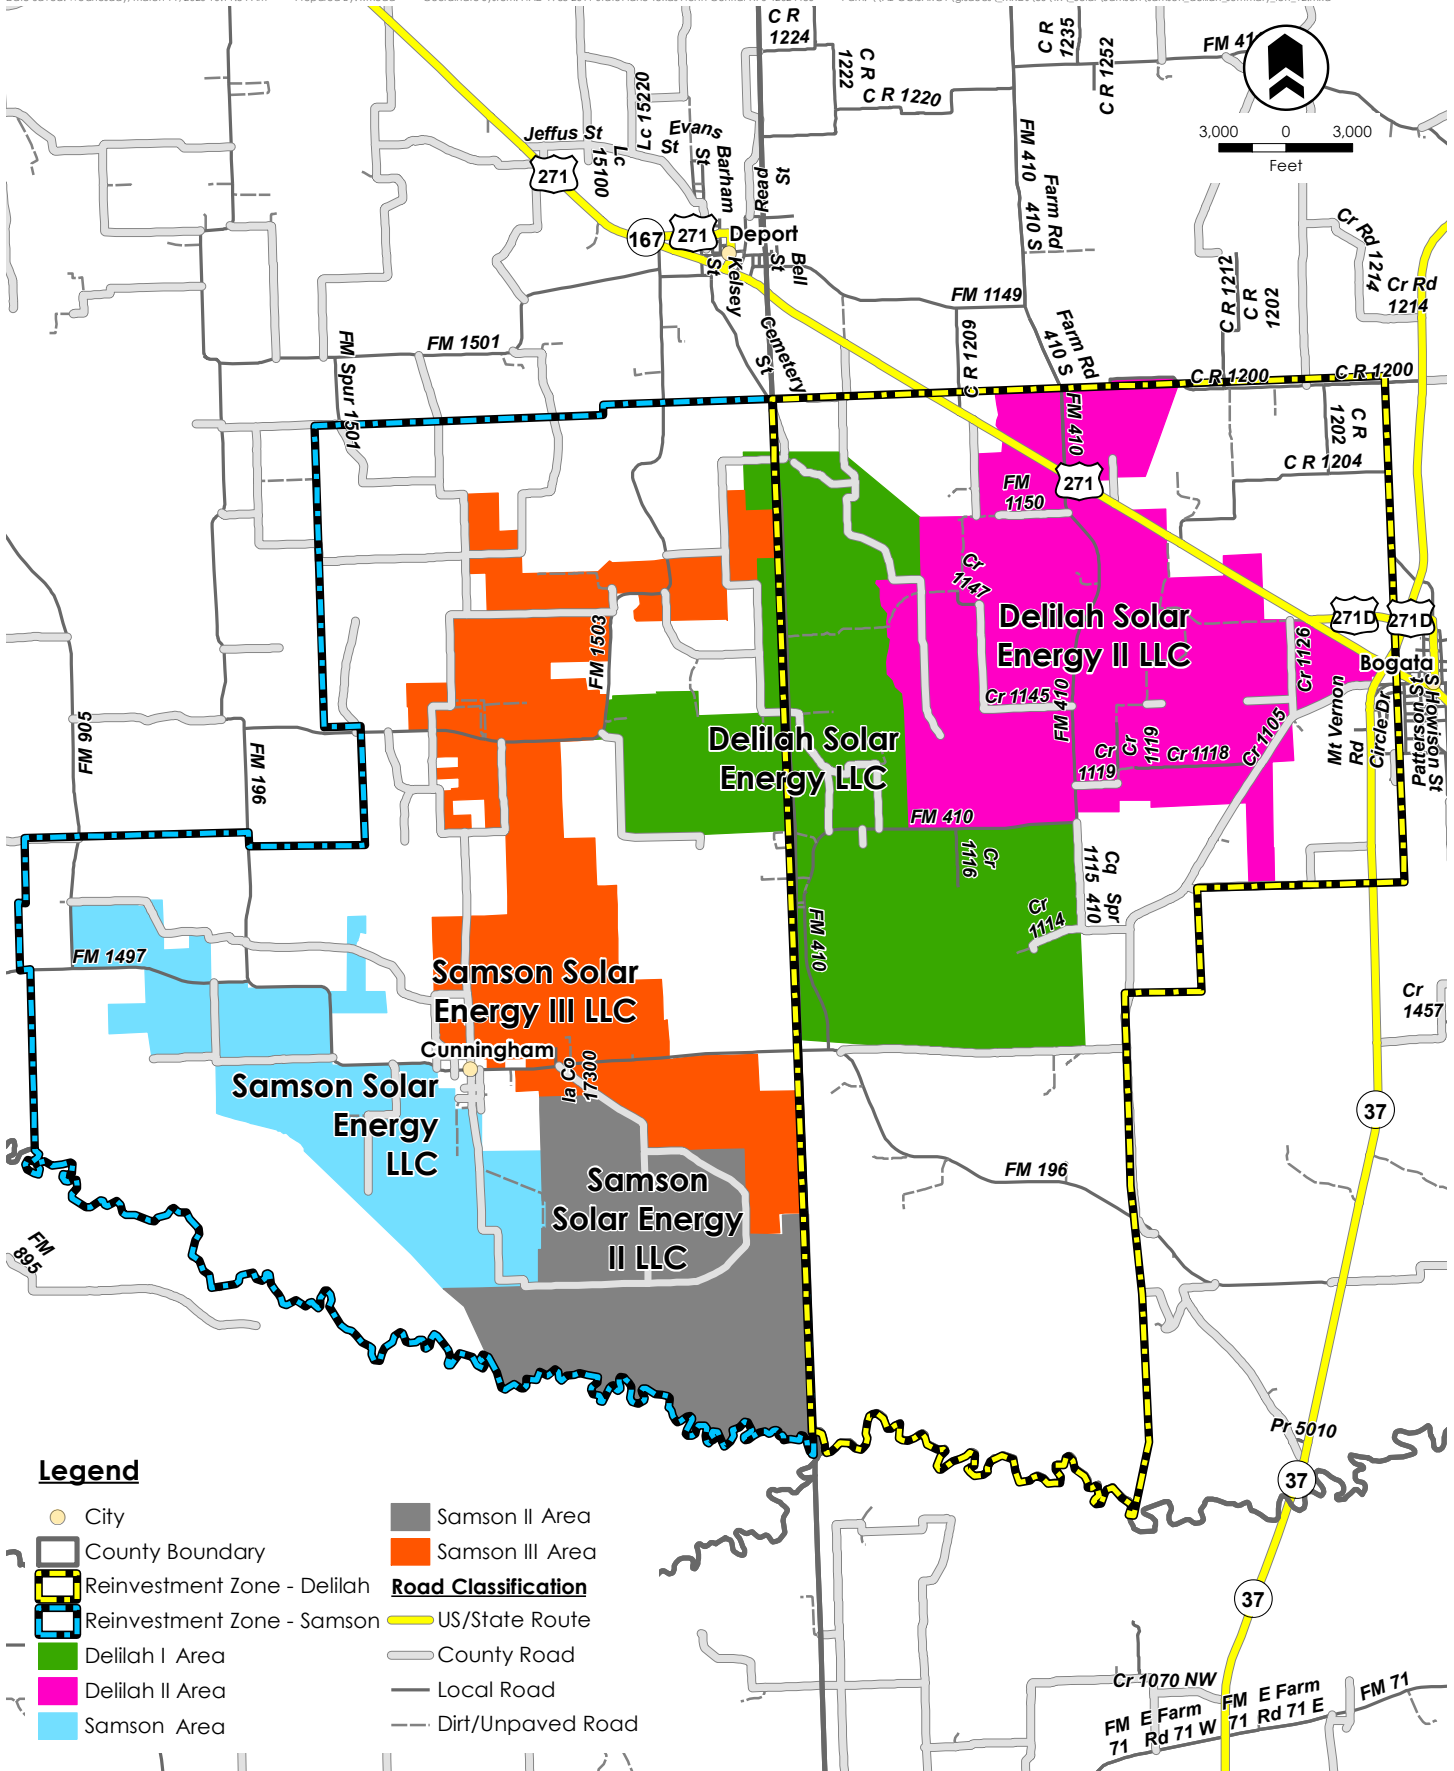 C R
1224
C R
1222
C R 1220
C R
1235
C R 1252
3,000 0 3,000
Feet
Lc 15220
Jeffus St
Lc
15100
Evans
St
Barham
St
Read
St
271
167
271
Deport
Kelsey
St
Bell
St
Cemetery
St
FM 410
Farm Rd
410 S
FM 1149
C R 1209
Farm Rd
410 S
C R 1212
C R
1202
Cr Rd
1214
Cr Rd
1214
FM 1501
FM Spur 1501
C R 1200
C R 1200
FM 410
C R
1202
C R 1204
271
FM
1150
Cr
1147
Delilah Solar
Energy II LLC
271D
271D
Bogata
FM 1503
Cr 1126
Cr 1145
FM 410
Cr
1119
Cr
1119
Cr 1118
Cr 1105
Mt Vernon
Rd
Circle Dr
Patterson St
S Howison St
FM 905
FM 196
Delilah Solar
Energy LLC
FM 410
Cr
1116
Cq
1115
Spr
410
Cr
1114
FM 410
FM 1497
Samson Solar
Energy III LLC
Cr
1457
Cunningham
la Co
17300
Samson Solar
Energy
LLC
37
FM 196
Samson
Solar Energy
II LLC
FM
895
Pr 5010
37
37
Legend
City
County Boundary
Reinvestment Zone - Delilah
Reinvestment Zone - Samson
Delilah I Area
Delilah II Area
Samson Area
Samson II Area
Samson III Area
Road Classification
US/State Route
County Road
Local Road
Dirt/Unpaved Road
Cr 1070 NW
FM
71
E Farm
Rd 71 W
FM
71
E Farm
Rd 71 E
FM 71